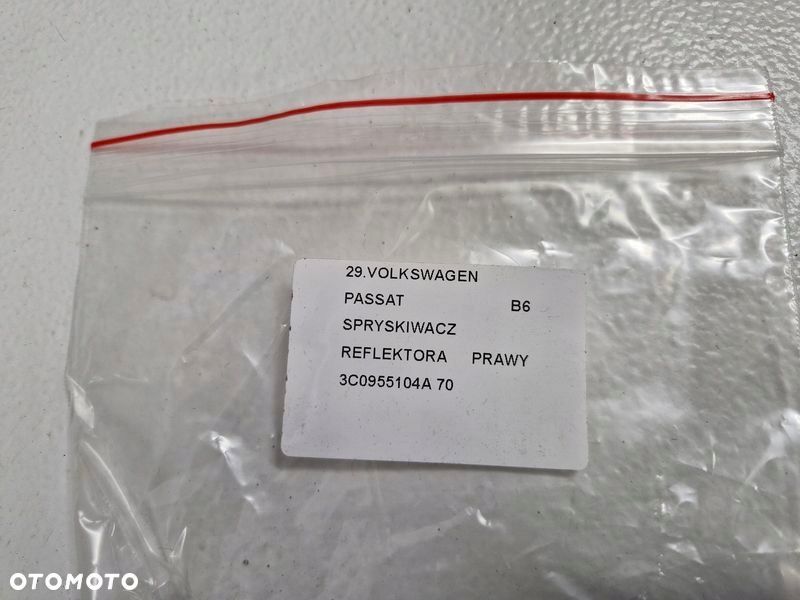 29.VOLKSWAGEN
PASSAT B6
SPRYSKIWACZ
REFLEKTORA PRAWY
3C0955104A 70
OTOMOTO